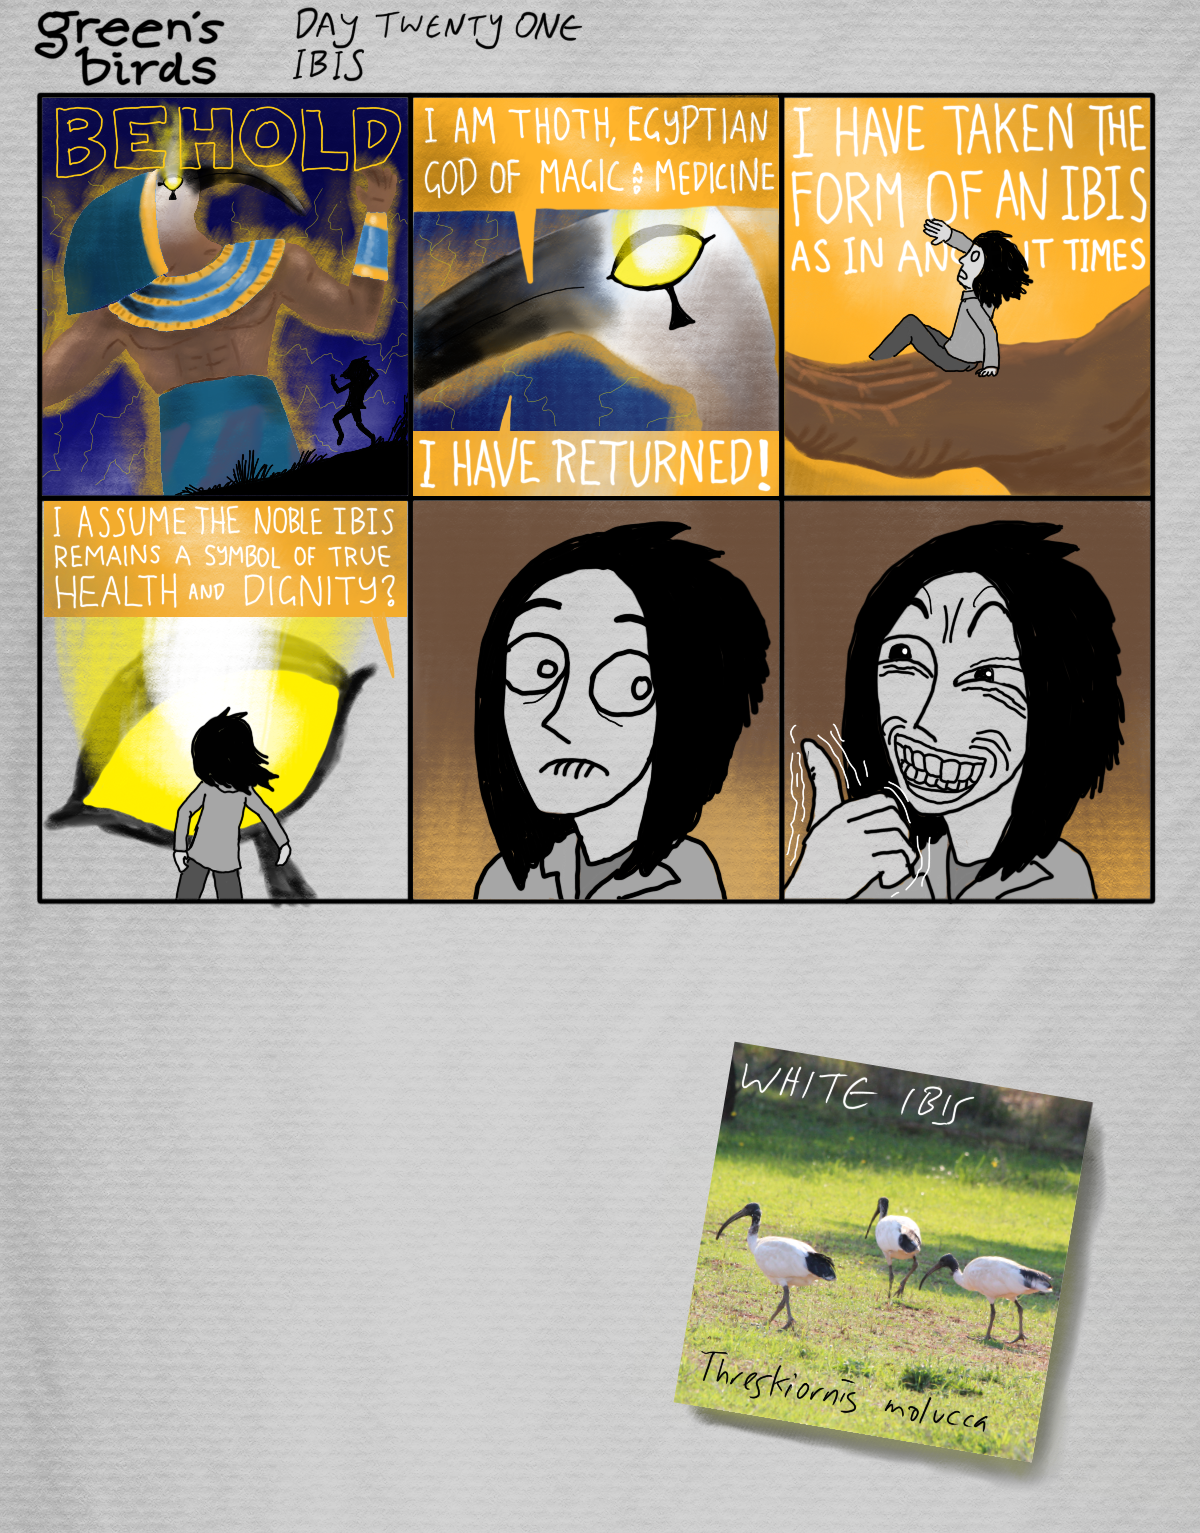 green's
birds
DAY TWENTY ONE
IBIS
BEHOLD
I AM THOTH, EGYPTIAN
GOD OF MAGIC AND MEDICINE
I HAVE RETURNED!
I HAVE TAKEN THE
FORM OF AN IBIS
AS IN AN IT TIMES
I ASSUME THE NOBLE IBIS
REMAINS A SYMBOL OF TRUE
HEALTH AND DIGNITY?
WHITE IBIS
Threskiornis molucca